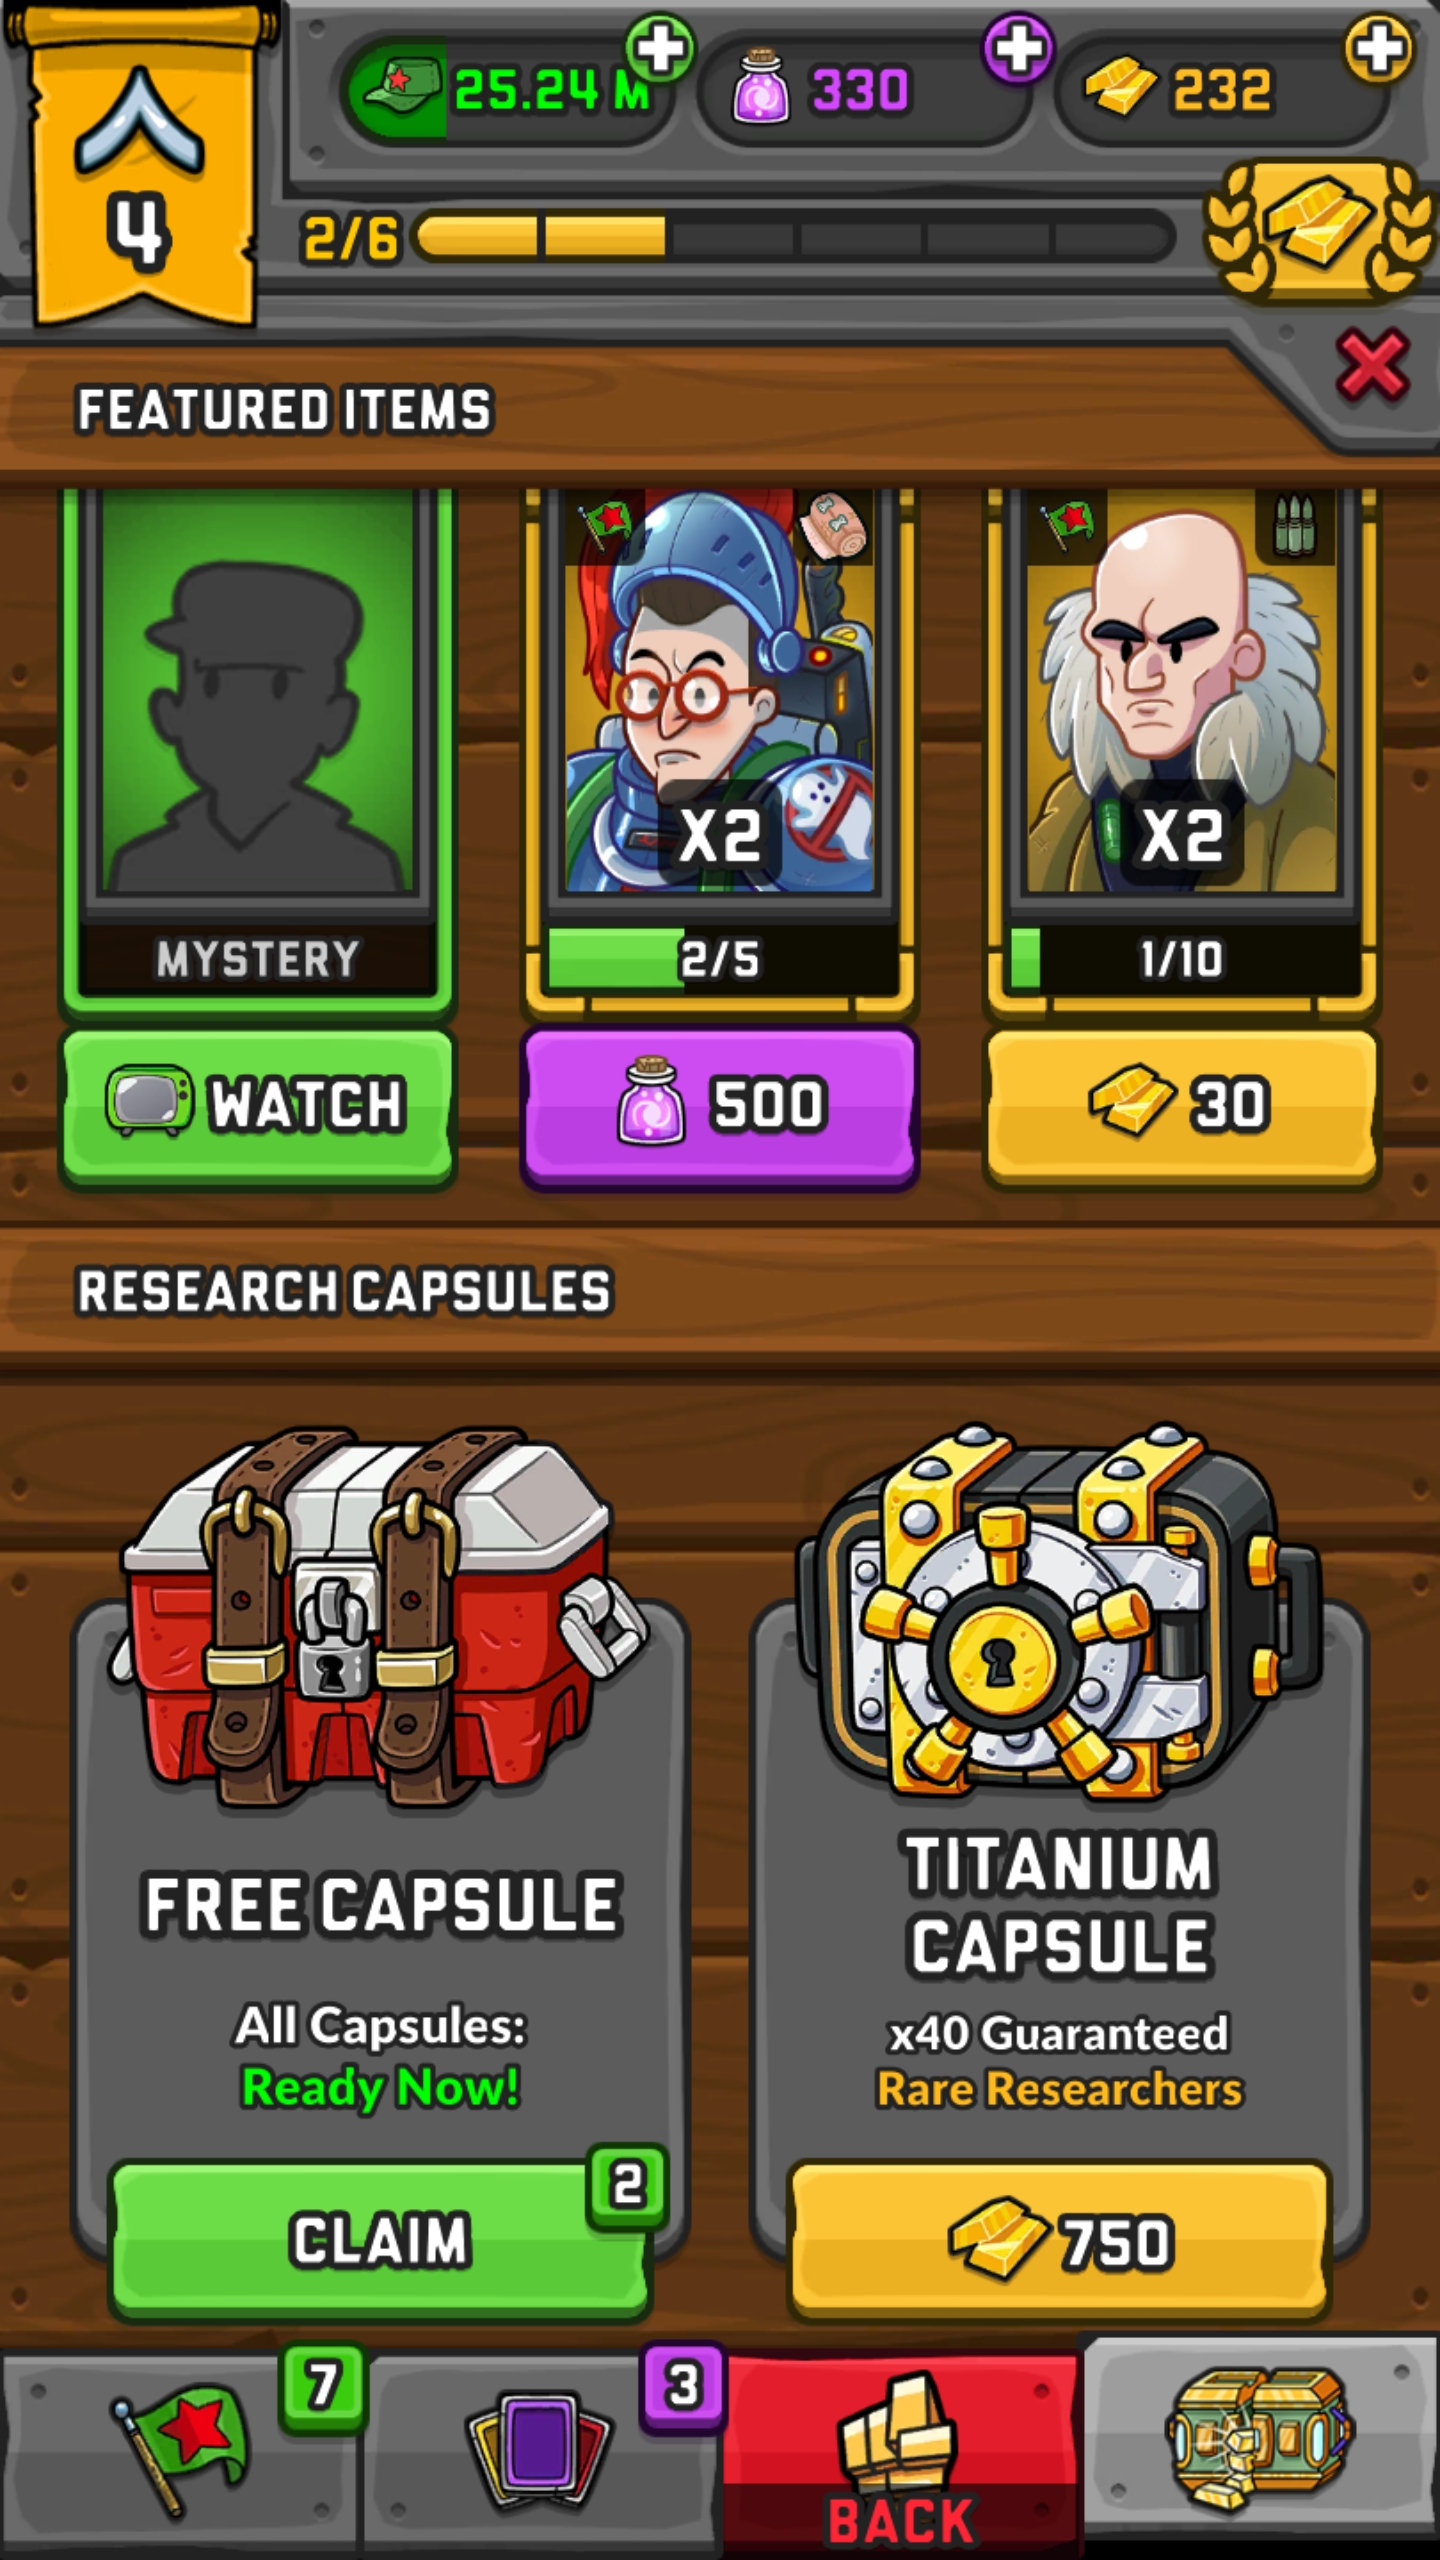 25.24 M
330
232
4
2/6
FEATURED ITEMS
X2
X2
MYSTERY
2/5
1/10
WATCH
500
30
RESEARCH CAPSULES
FREE CAPSULE
All Capsules:
Ready Now!
2
CLAIM
TITANIUM
CAPSULE
x40 Guaranteed
Rare Researchers
750
7
3
BACK